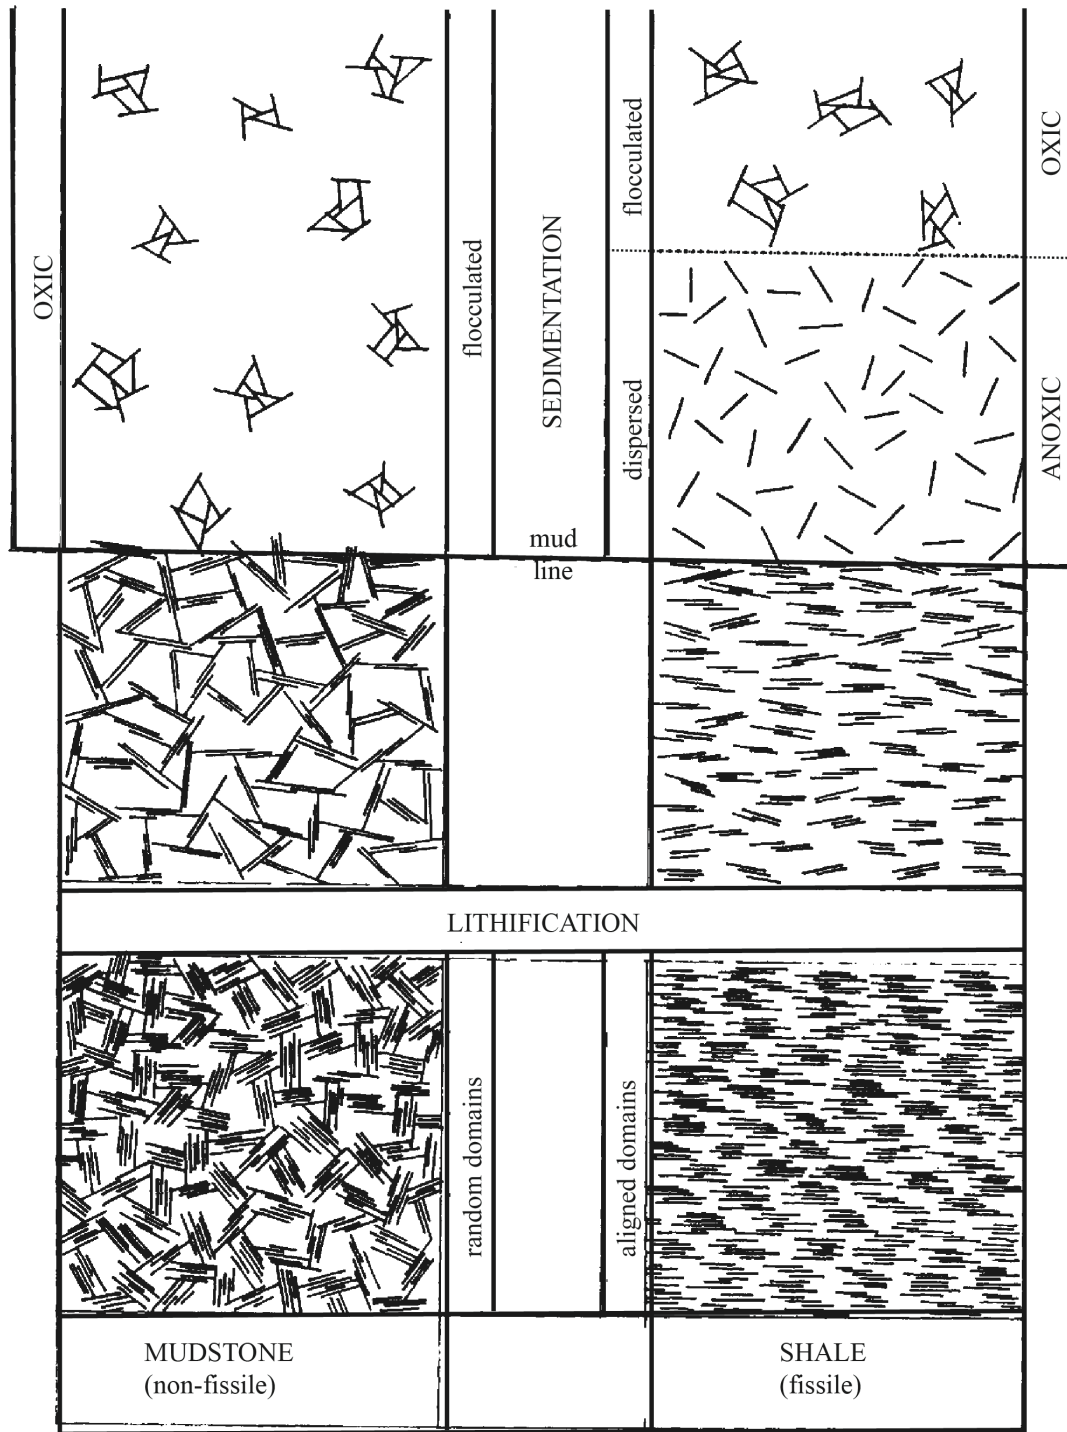 OXIC
flocculated
SEDIMENTATION
flocculated
dispersed
OXIC
ANOXIC
mud
line
LITHIFICATION
random domains
aligned domains
MUDSTONE
(non-fissile)
SHALE
(fissile)